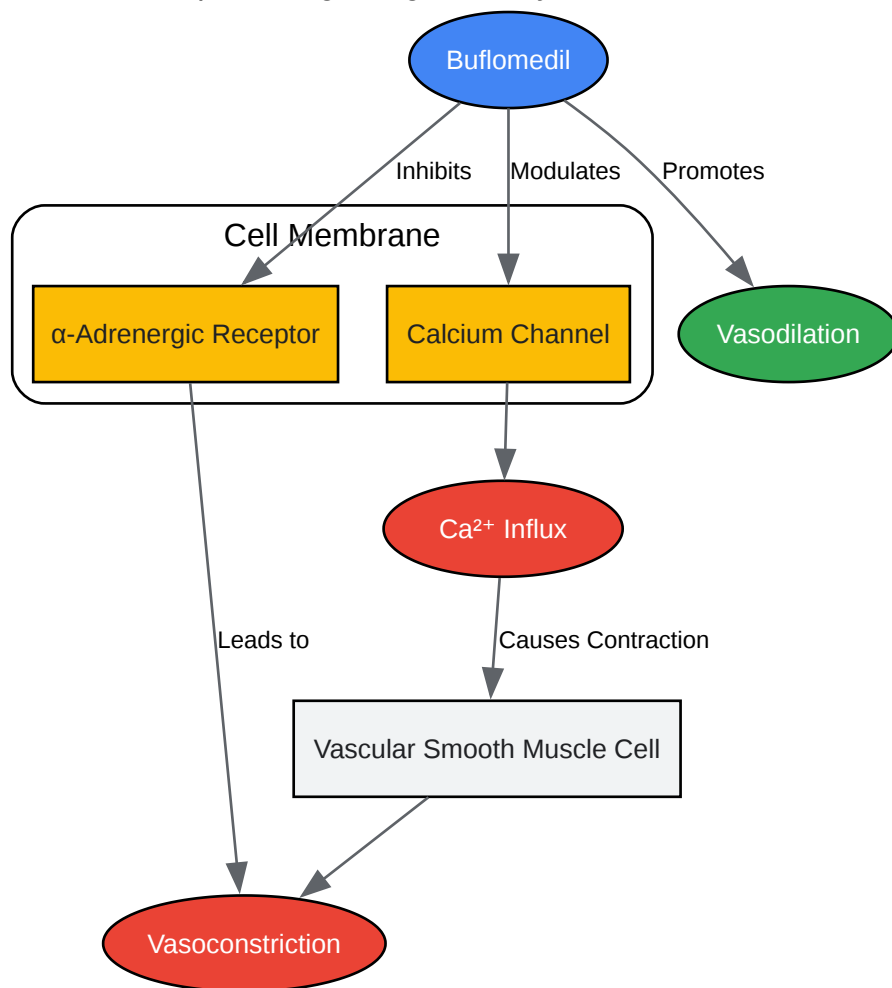 Buflomedil
Inhibits
Modulates
Promotes
Cell Membrane
α-Adrenergic Receptor
Calcium Channel
Vasodilation
Ca²⁺ Influx
Leads to
Causes Contraction
Vascular Smooth Muscle Cell
Vasoconstriction